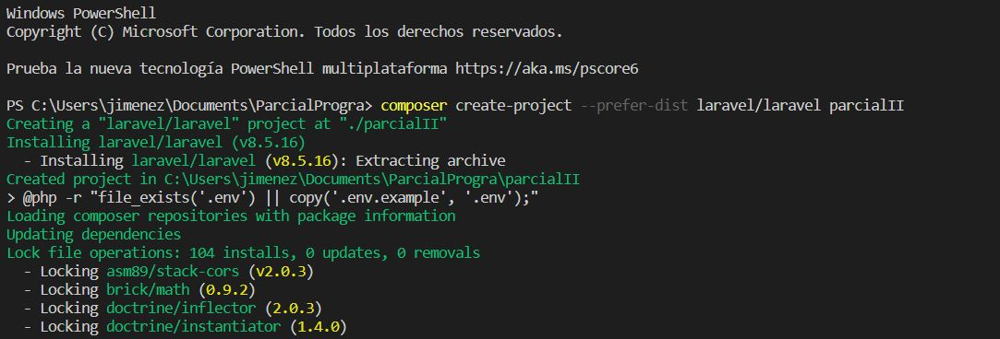 Windows PowerShell
Copyright (C) Microsoft Corporation. Todos los derechos reservados.
Prueba la nueva tecnología PowerShell multiplataforma https://aka.ms/pscore6
PS C:\Users\jimenez\Documents\ParcialProgra> composer create-project --prefer-dist laravel/laravel parcialII
Creating a "laravel/laravel" project at "./parcialII"
Installing laravel/laravel (v8.5.16)
  - Installing laravel/laravel (v8.5.16): Extracting archive
Created project in C:\Users\jimenez\Documents\ParcialProgra\parcialII
> @php -r "file_exists('.env') || copy('.env.example', '.env');"
Loading composer repositories with package information
Updating dependencies
Lock file operations: 104 installs, 0 updates, 0 removals
  - Locking asm89/stack-cors (v2.0.3)
  - Locking brick/math (0.9.2)
  - Locking doctrine/inflector (2.0.3)
  - Locking doctrine/instantiator (1.4.0)